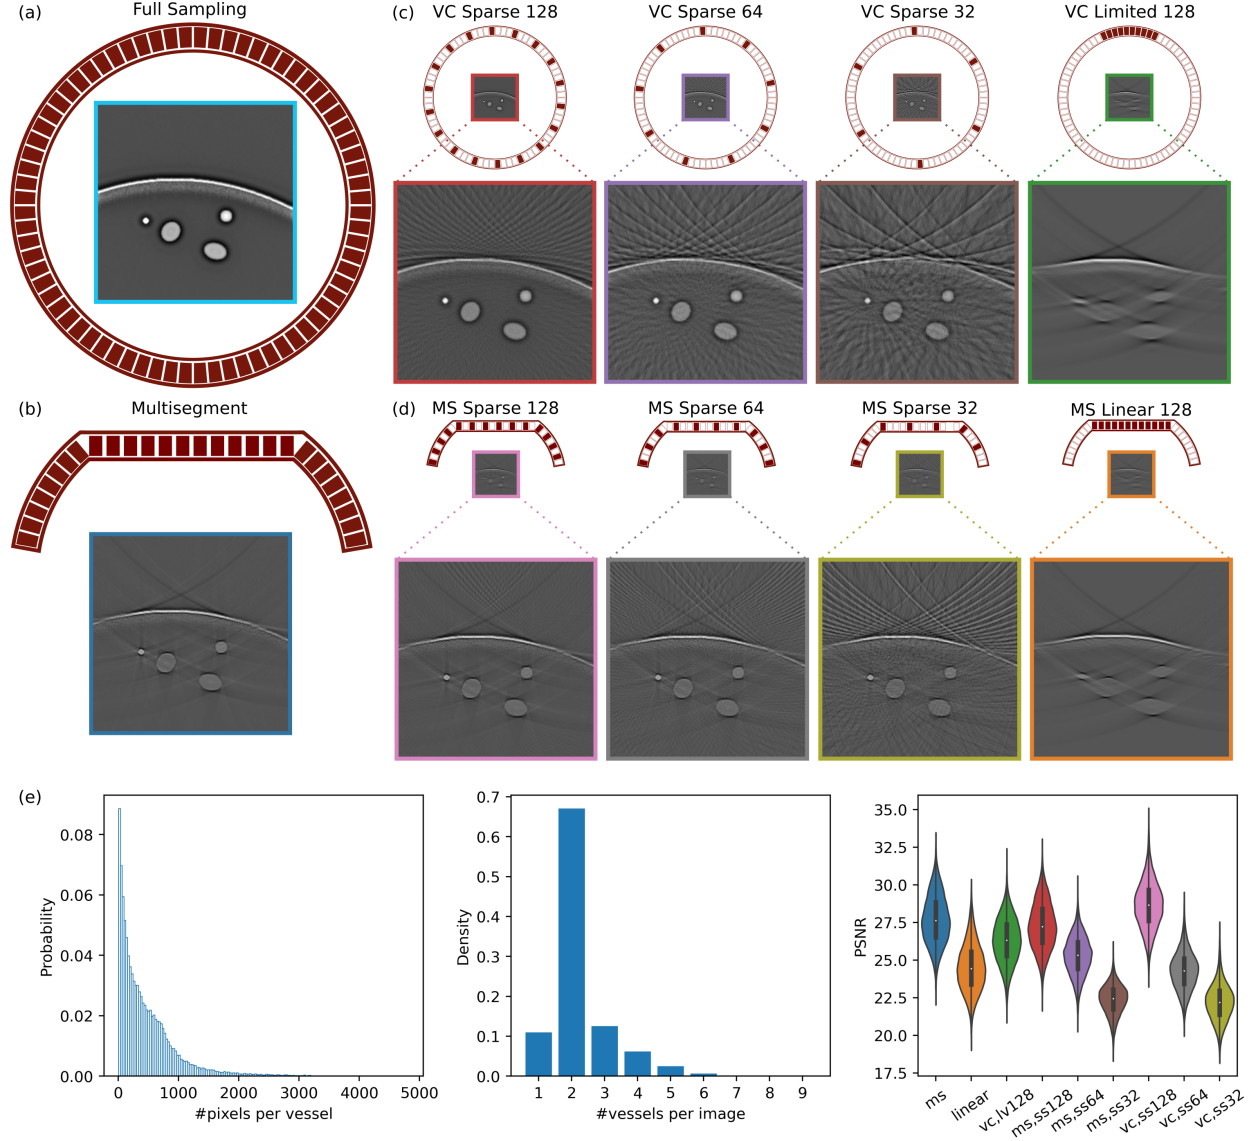 (a)
Full Sampling
(b)
Multisegment
(c)
VC Sparse 128
VC Sparse 64
VC Sparse 32
VC Limited 128
(d)
MS Sparse 128
MS Sparse 64
MS Sparse 32
MS Linear 128
(e)
Probability
0.08
0.06
0.04
0.02
0.00
0 1000 2000 3000 4000 5000
#pixels per vessel
Density
0.7
0.6
0.5
0.4
0.3
0.2
0.1
0.0
1 2 3 4 5 6 7 8 9
#vessels per image
PSNR
35.0
32.5
30.0
27.5
25.0
22.5
20.0
17.5
ms
linear
vc,lv128
ms,ss128
ms,ss64
ms,ss32
vc,ss128
vc,ss64
vc,ss32